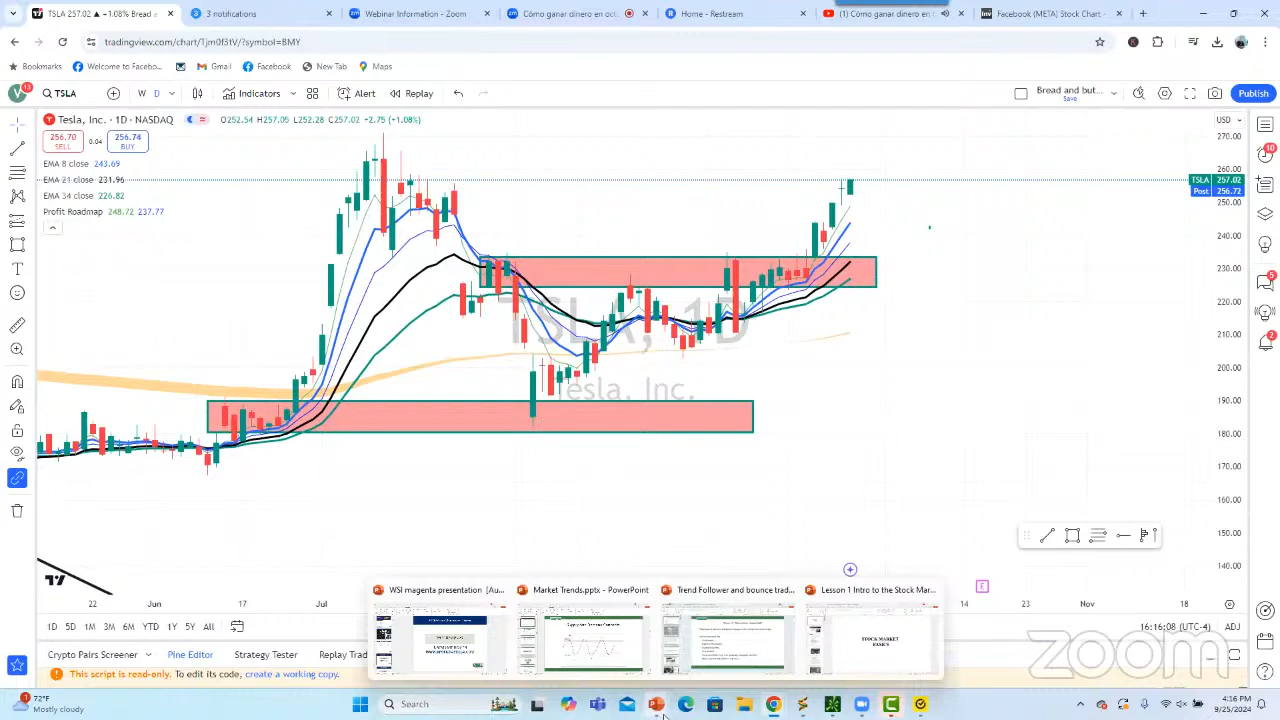 TSLA 257.02 ▲ +1.08% Bread a
3 notifications
Webinar Information - Zoom
Cómo ganar dinero en oct
Home - Restream
(1) Cómo ganar dinero en
Facebook (META) Stock Chart
tradingview.com/chart/Tjm0lB1V/?symbol=BMY
Bookmarks Welcome to Facebo... Gmail Facebook New Tab Maps
V 13 TSLA W D Indicators Alert Replay Bread and but... Save Publish
Tesla, Inc. · 1D · NASDAQ O252.54 H257.05 L252.28 C257.02 +2.75 (+1.08%)
USD
256.70 SELL 0.04 256.74 BUY
EMA 8 close 243.69
EMA 21 close 231.96
EMA 34 close 226.82
Profit Roadmap 248.72 237.77
270.00
260.00
TSLA 257.02
Post 256.72
250.00
240.00
230.00
220.00
210.00
200.00
190.00
180.00
170.00
160.00
150.00
140.00
TSLA, 1D
Tesla, Inc.
10
5
2
E
22 Jun 17 Jul 14 23 Nov 18
WSI magenta presentation [Au...
Market Trends.pptx - PowerPoint
Trend Follower and bounce trad...
Lesson 1 Intro to the Stock Mar...
STOCK MARKET
BASICS
1D 5D 1M 3M 6M YTD 1Y 5Y All
16:16:08 (UTC-4) ADJ
Crypto Pairs Screener Pine Editor Strategy Tester Replay Trad
This script is read-only. To edit its code, create a working copy.
zoom
1 72°F
Mostly cloudy
Search
4:16 PM
9/25/2024